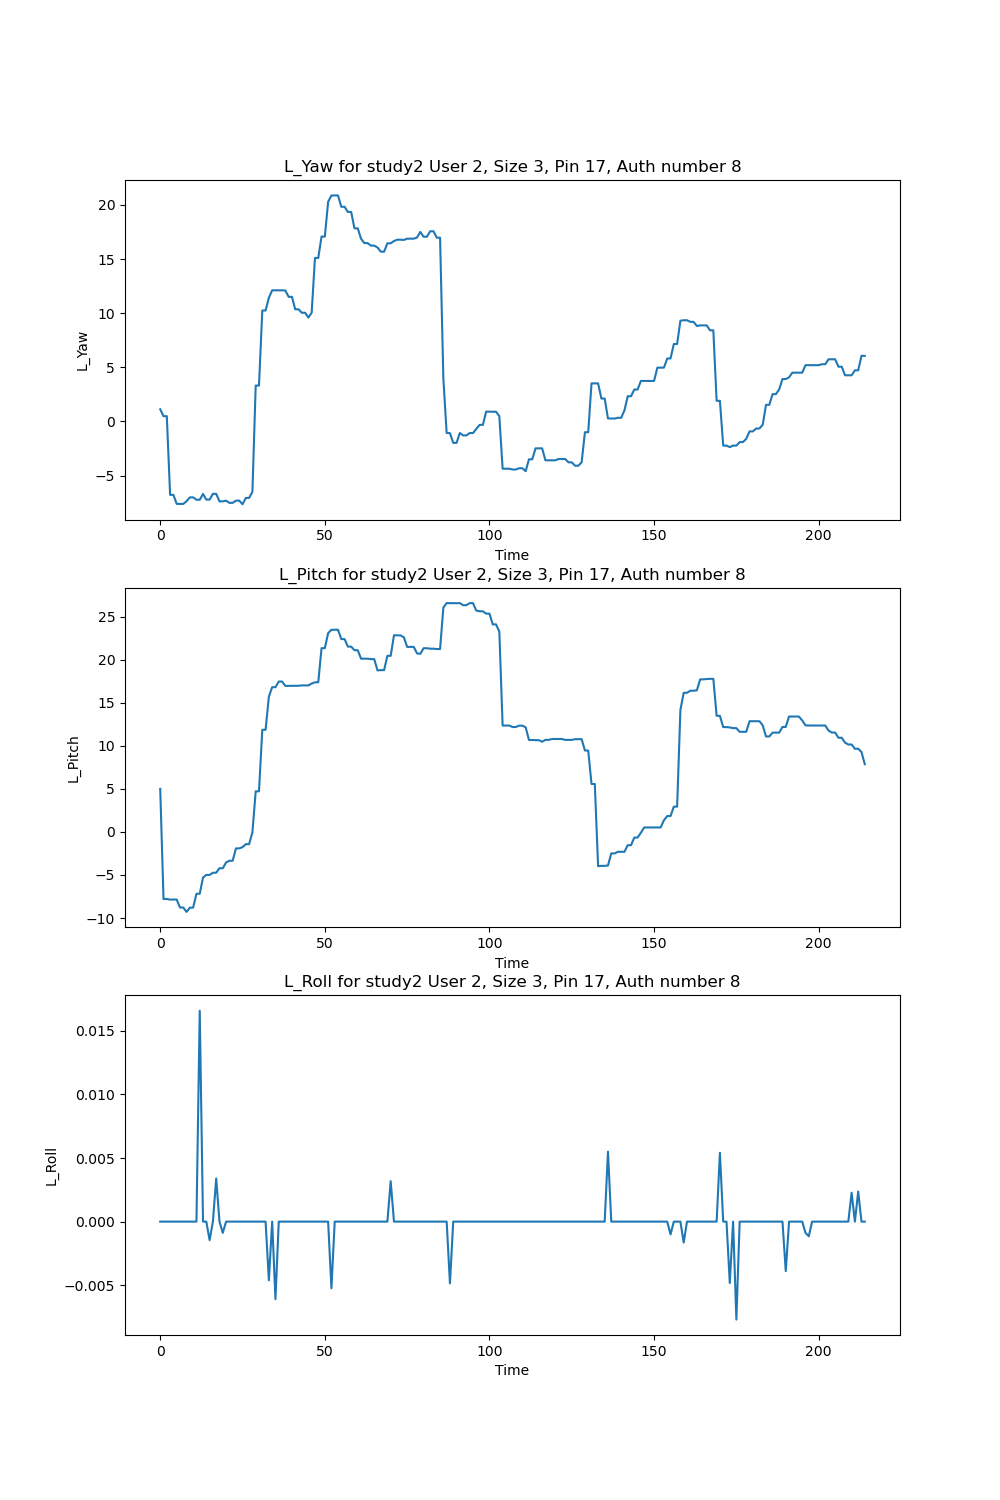 L_Yaw for study2 User 2, Size 3, Pin 17, Auth number 8
20
15
10
5
0
−5
L_Yaw
0 50 100 150 200
Time
L_Pitch for study2 User 2, Size 3, Pin 17, Auth number 8
25
20
15
10
5
0
−5
−10
L_Pitch
0 50 100 150 200
Time
L_Roll for study2 User 2, Size 3, Pin 17, Auth number 8
0.015
0.010
0.005
0.000
−0.005
L_Roll
0 50 100 150 200
Time